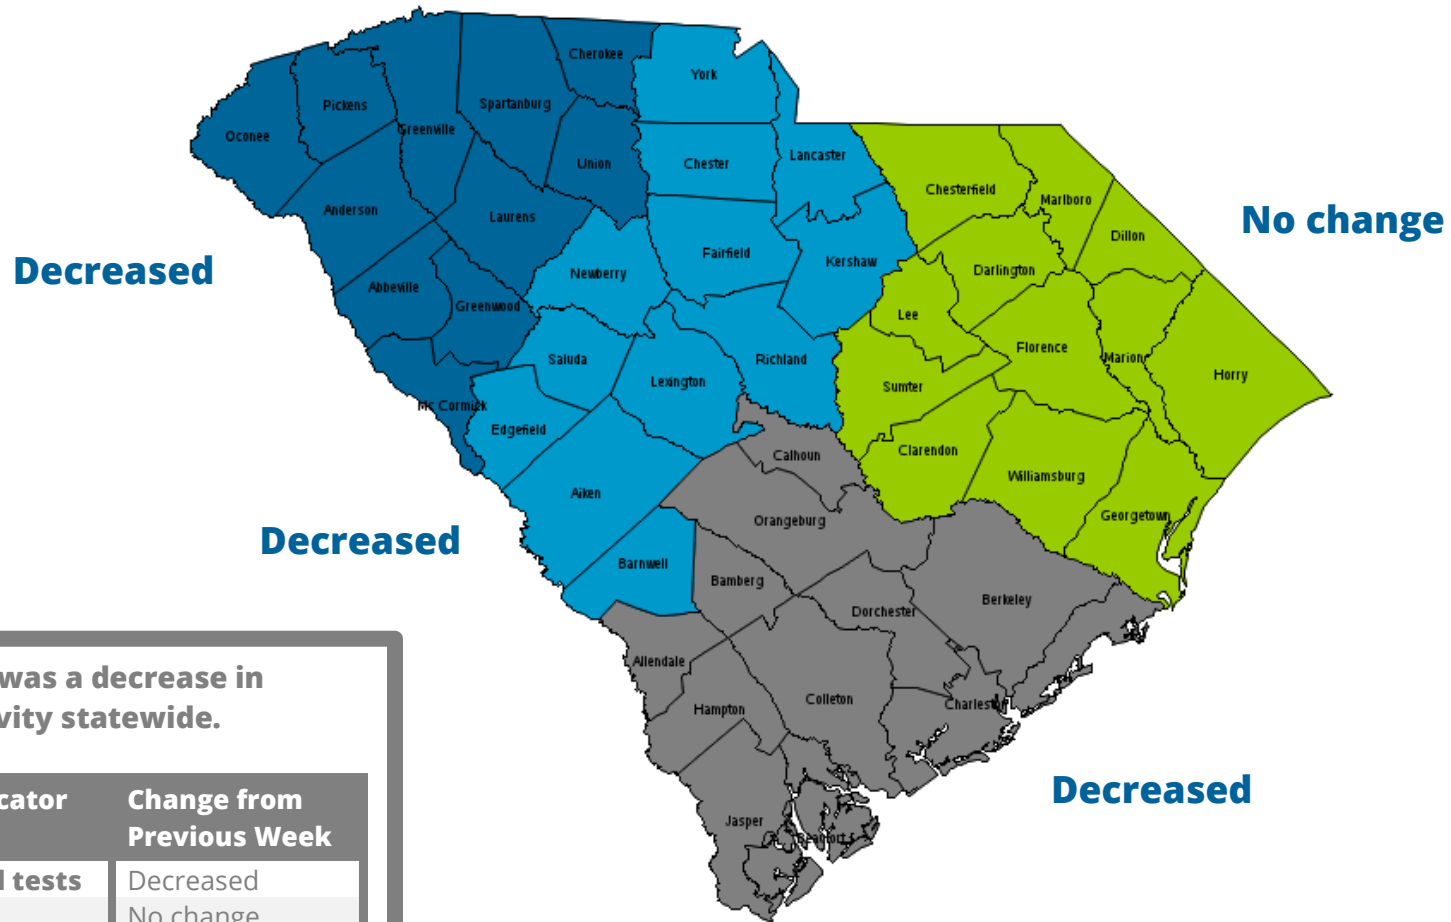 Cherokee
York
Spartanburg
Pickens
Greenville
Oconee
Union
Chester
Lancaster
Chesterfield
Marlboro
Anderson
Laurens
No change
Dillon
Fairfield
Kershaw
Decreased
Newberry
Darlington
Abbeville
Greenwood
Lee
Florence
Saluda
Richland
Marion
Lexington
Sumter
Horry
Mc Cormick
Edgefield
Clarendon
Calhoun
Williamsburg
Aiken
Orangeburg
Georgetown
Decreased
Barnwell
Bamberg
Berkeley
Dorchester
Allendale
was a decrease in
Colleton
Charleston
Hampton
statewide.
Decreased
Change from
Previous Week
Jasper
Beaufort
tests
Decreased
No change